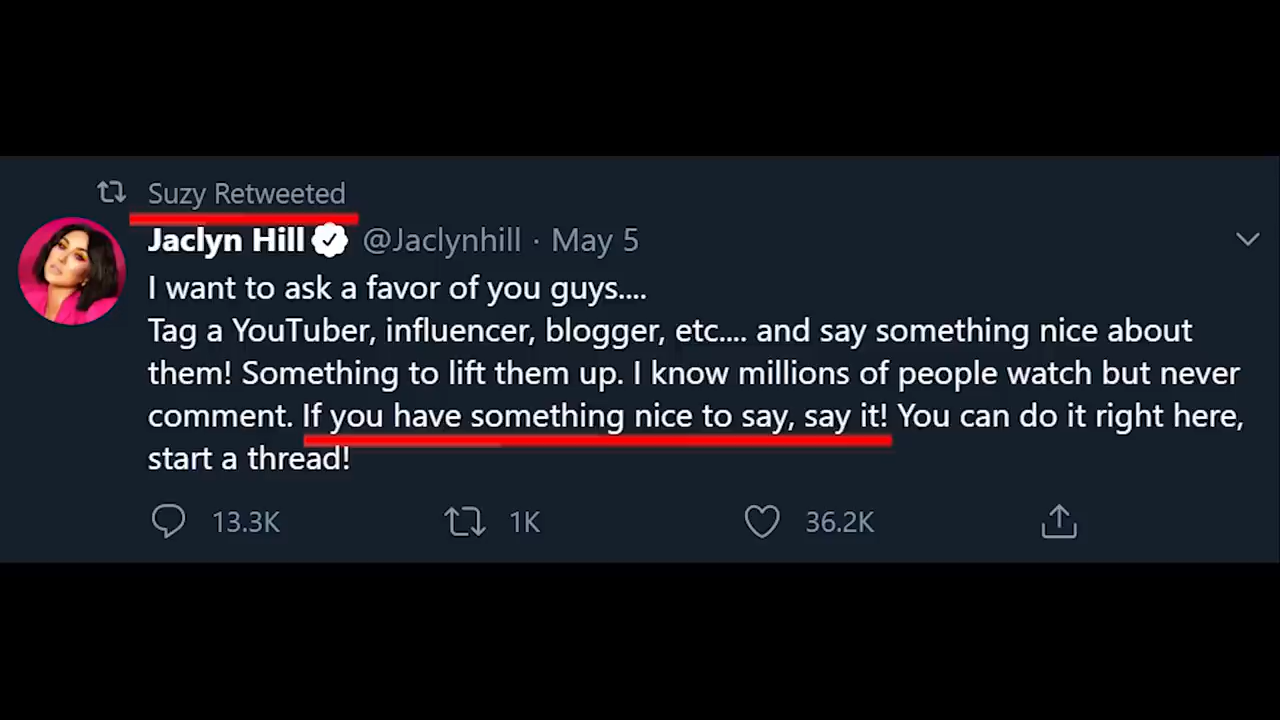 Suzy Retweeted
Jaclyn Hill @Jaclynhill · May 5
I want to ask a favor of you guys....
Tag a YouTuber, influencer, blogger, etc.... and say something nice about
them! Something to lift them up. I know millions of people watch but never
comment. If you have something nice to say, say it! You can do it right here,
start a thread!
13.3K 1K 36.2K